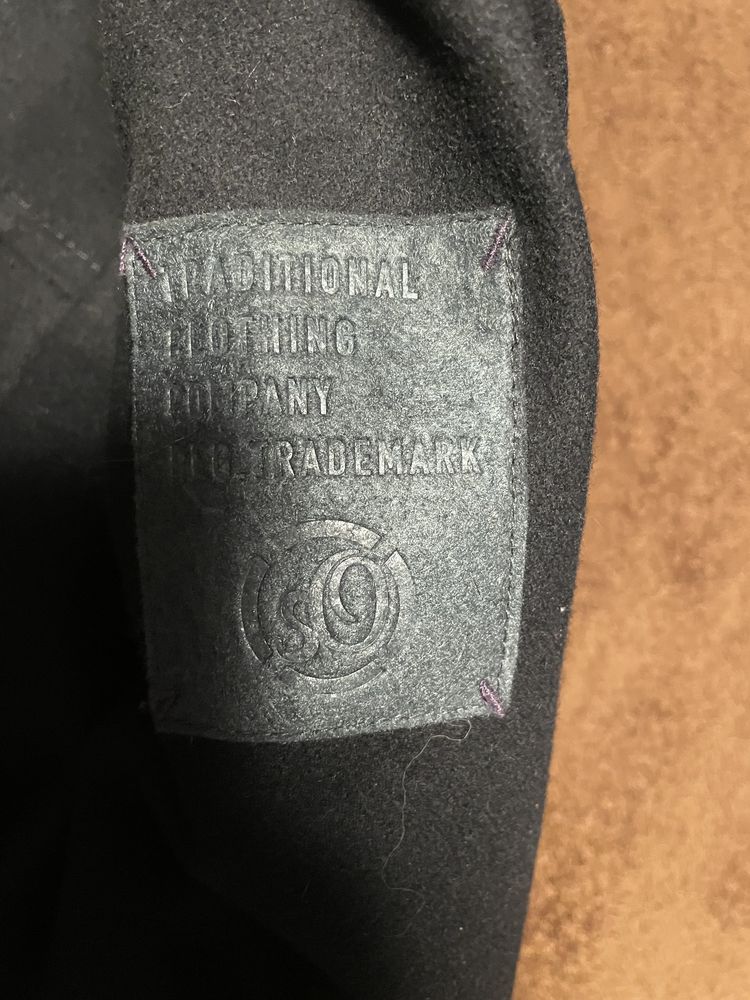 TRADITIONAL
CLOTHING
COMPANY
REG. TRADEMARK